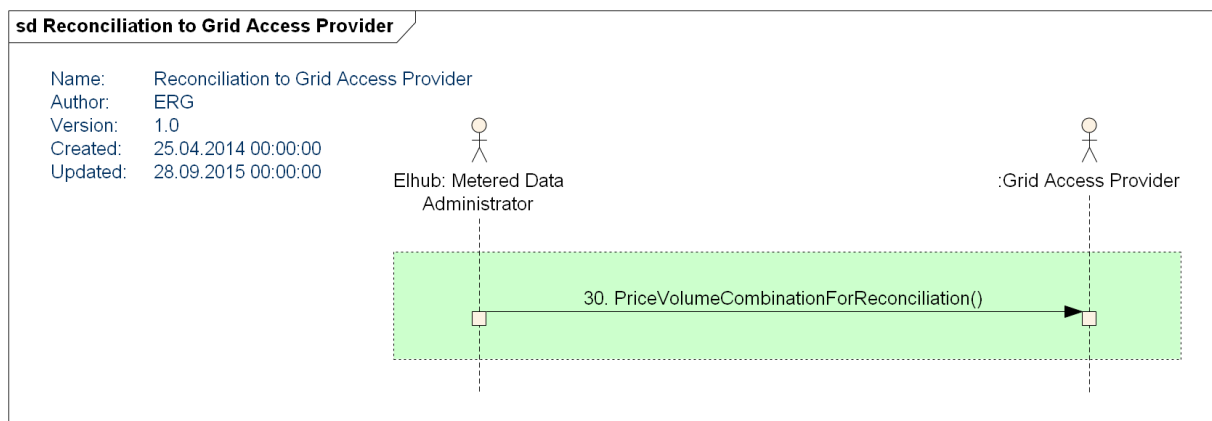 sd Reconciliation to Grid Access Provider
Name: Reconciliation to Grid Access Provider
Author: ERG
Version: 1.0
Created: 25.04.2014 00:00:00
Updated: 28.09.2015 00:00:00
Elhub: Metered Data
Administrator
:Grid Access Provider
30. PriceVolumeCombinationForReconciliation()